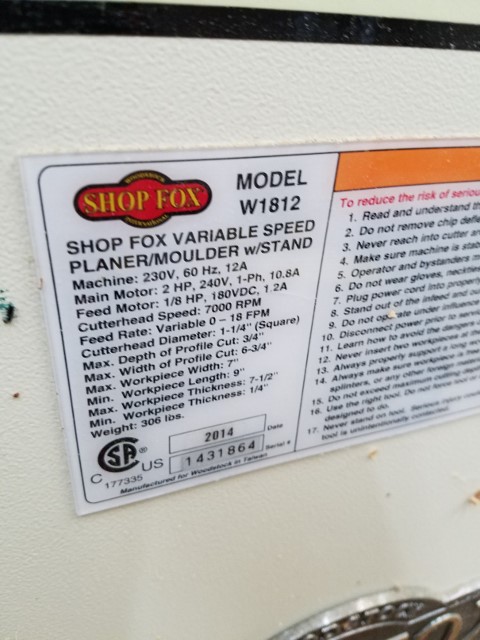 WOODSTOCK
SHOP FOX
MODEL
W1812
SHOP FOX VARIABLE SPEED
PLANER/MOULDER w/STAND
Machine: 230V, 60 Hz, 12A
Main Motor: 2 HP, 240V, 1-Ph, 10.8A
Feed Motor: 1/8 HP, 180VDC, 1.2A
Cutterhead Speed: 7000 RPM
Feed Rate: Variable 0 – 18 FPM
Cutterhead Diameter: 1-1/4" (Square)
Max. Depth of Profile Cut: 3/4"
Max. Width of Profile Cut: 6-3/4"
Max. Workpiece Width: 7"
Min. Workpiece Length: 9"
Max. Workpiece Thickness: 7-1/2"
Min. Workpiece Thickness: 1/4"
Weight: 306 lbs.
2014 Date
1431864 Serial #
C SA US
177335
Manufactured for Woodstock in Taiwan
To reduce the risk of seriou
1. Read and understand th
2. Do not remove chip defle
3. Never reach into cutter a
4. Make sure machine is stab
5. Operator and bystanders m
6. Do not wear gloves, necktie
7. Plug power cord into proper
8. Stand out of the infeed and ou
9. Do not operate under influe
10. Disconnect power prior to servi
11. Learn how to avoid the dangers o
12. Never insert two workpieces
13. Always properly support
14. Always make sure workpiece is free
splinters, or any other foreign
15. Do not exceed maximum cutting depth
16. Use the right tool. Do not force tool
designed to do.
17. Never stand on tool. Serious injury
tool is unintentionally contacted.